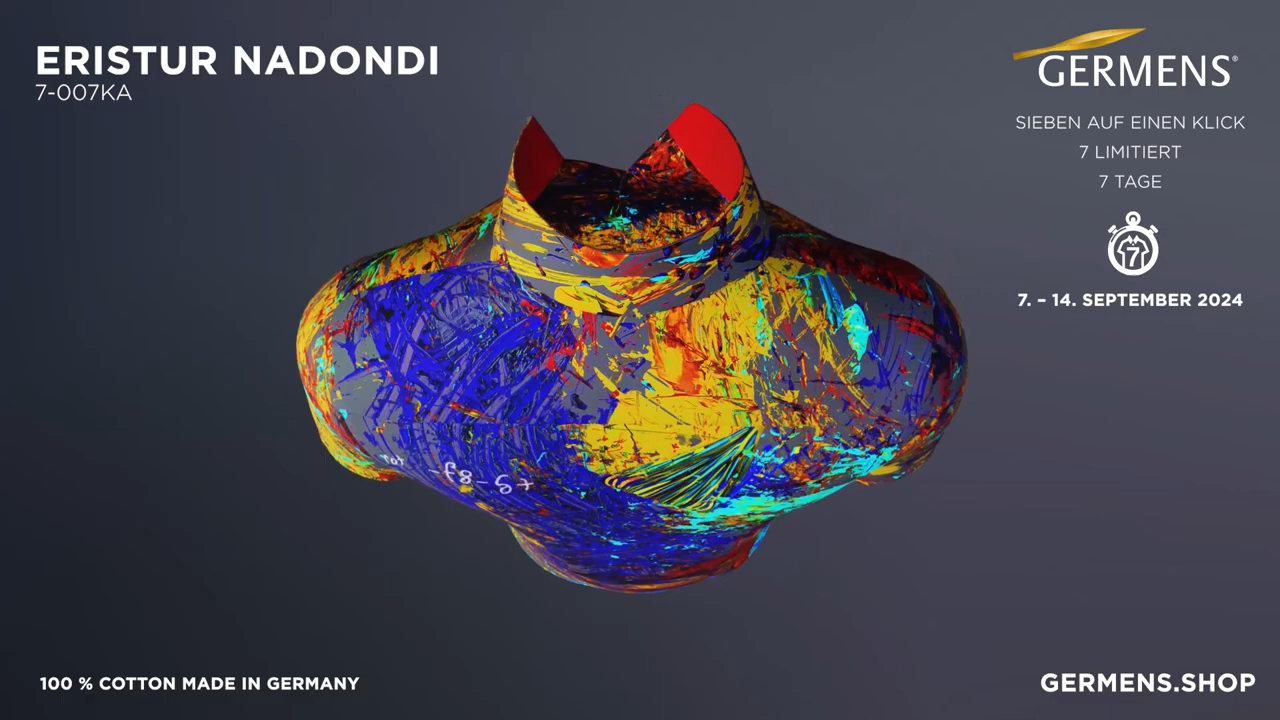 ERISTUR NADONDI
7-007KA
GERMENS®
SIEBEN AUF EINEN KLICK
7 LIMITIERT
7 TAGE
7
7. – 14. SEPTEMBER 2024
100 % COTTON MADE IN GERMANY
GERMENS.SHOP